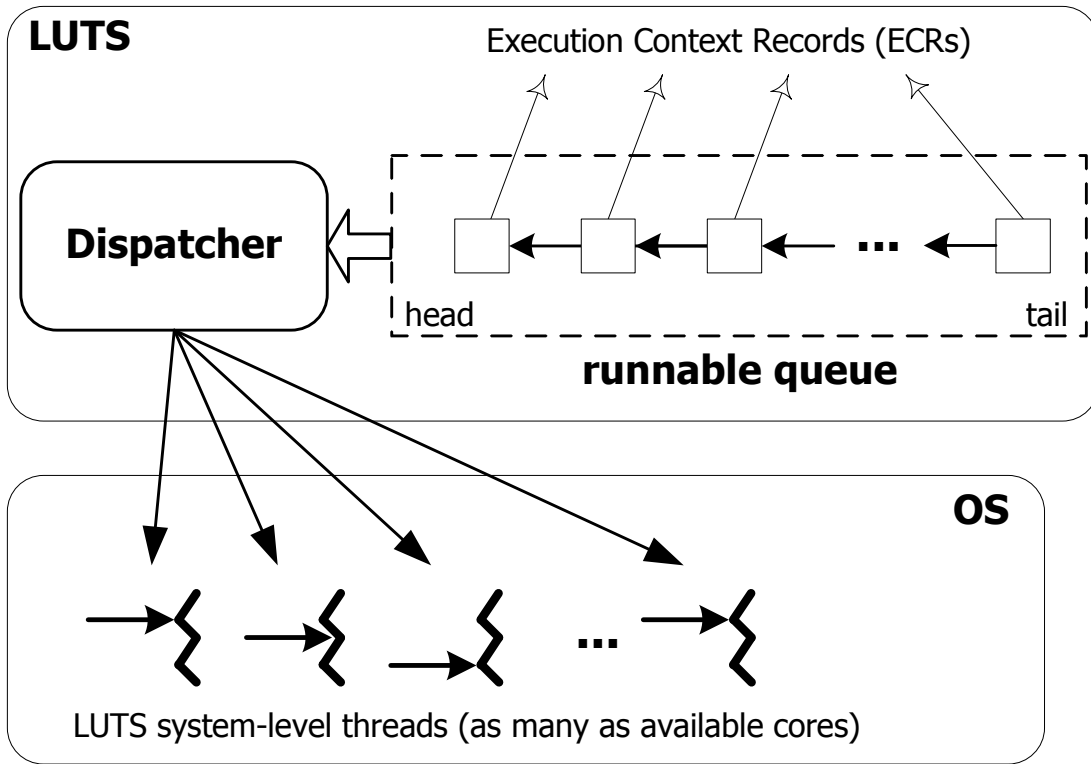 LUTS
Execution Context Records (ECRs)
Dispatcher
...
head
tail
runnable queue
OS
...
LUTS system-level threads (as many as available cores)